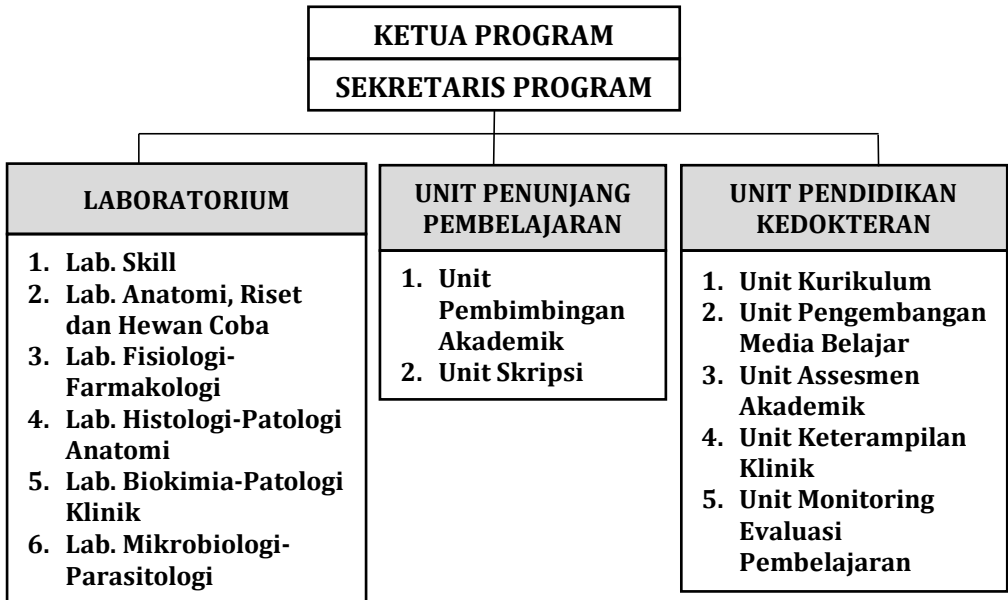 KETUA PROGRAM
SEKRETARIS PROGRAM
LABORATORIUM
1. Lab. Skill
2. Lab. Anatomi, Riset
dan Hewan Coba
3. Lab. Fisiologi-
Farmakologi
4. Lab. Histologi-Patologi
Anatomi
5. Lab. Biokimia-Patologi
Klinik
6. Lab. Mikrobiologi-
Parasitologi
UNIT PENUNJANG
PEMBELAJARAN
1. Unit
Pembimbingan
Akademik
2. Unit Skripsi
UNIT PENDIDIKAN
KEDOKTERAN
1. Unit Kurikulum
2. Unit Pengembangan
Media Belajar
3. Unit Assesmen
Akademik
4. Unit Keterampilan
Klinik
5. Unit Monitoring
Evaluasi
Pembelajaran